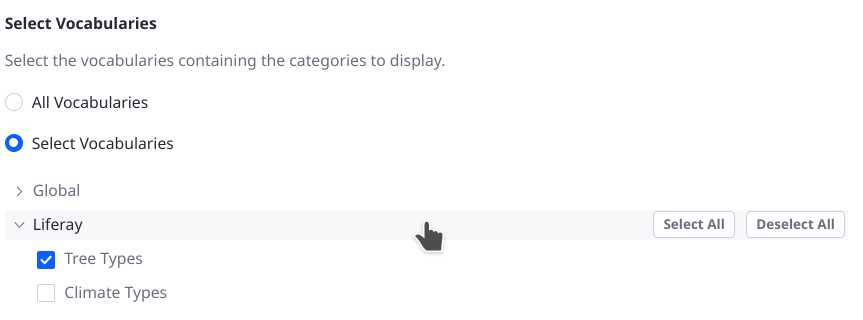 Select Vocabularies
Select the vocabularies containing the categories to display.
All Vocabularies
Select Vocabularies
Global
Liferay Select All Deselect All
Tree Types
Climate Types